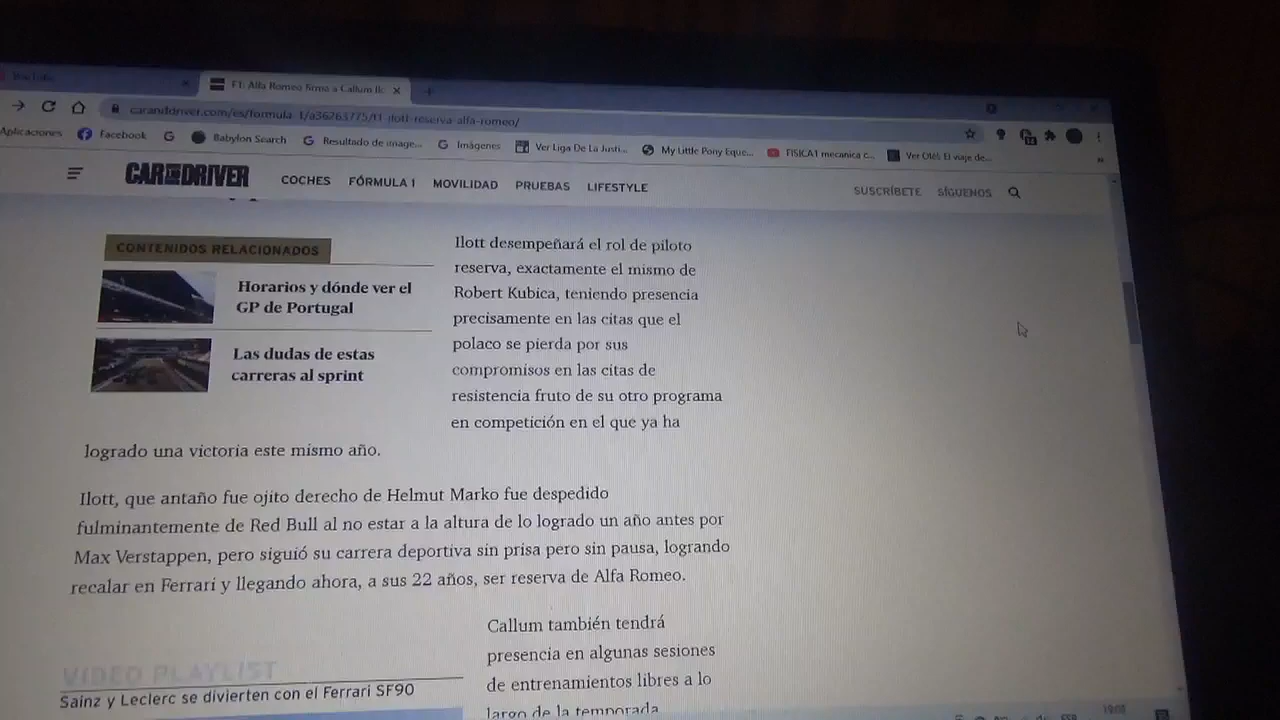 F1: Alfa Romeo firma a Callum Ilo
caranddriver.com/es/formula-1/a36263775/f1-ilott-reserva-alfa-romeo/
Aplicaciones Facebook Babylon Search Resultado de image... Imágenes Ver Liga De La Justi... My Little Pony Eque... FISICA1 mecanica c... Ver Olé!: El viaje de...
CAR AND DRIVER COCHES FÓRMULA 1 MOVILIDAD PRUEBAS LIFESTYLE SUSCRÍBETE SÍGUENOS
CONTENIDOS RELACIONADOS
Horarios y dónde ver el
GP de Portugal
Las dudas de estas
carreras al sprint
Ilott desempeñará el rol de piloto
reserva, exactamente el mismo de
Robert Kubica, teniendo presencia
precisamente en las citas que el
polaco se pierda por sus
compromisos en las citas de
resistencia fruto de su otro programa
en competición en el que ya ha
logrado una victoria este mismo año.
Ilott, que antaño fue ojito derecho de Helmut Marko fue despedido
fulminantemente de Red Bull al no estar a la altura de lo logrado un año antes por
Max Verstappen, pero siguió su carrera deportiva sin prisa pero sin pausa, logrando
recalar en Ferrari y llegando ahora, a sus 22 años, ser reserva de Alfa Romeo.
Callum también tendrá
presencia en algunas sesiones
de entrenamientos libres a lo
largo de la temporada
VIDEO PLAYLIST
Sainz y Leclerc se divierten con el Ferrari SF90
ESP